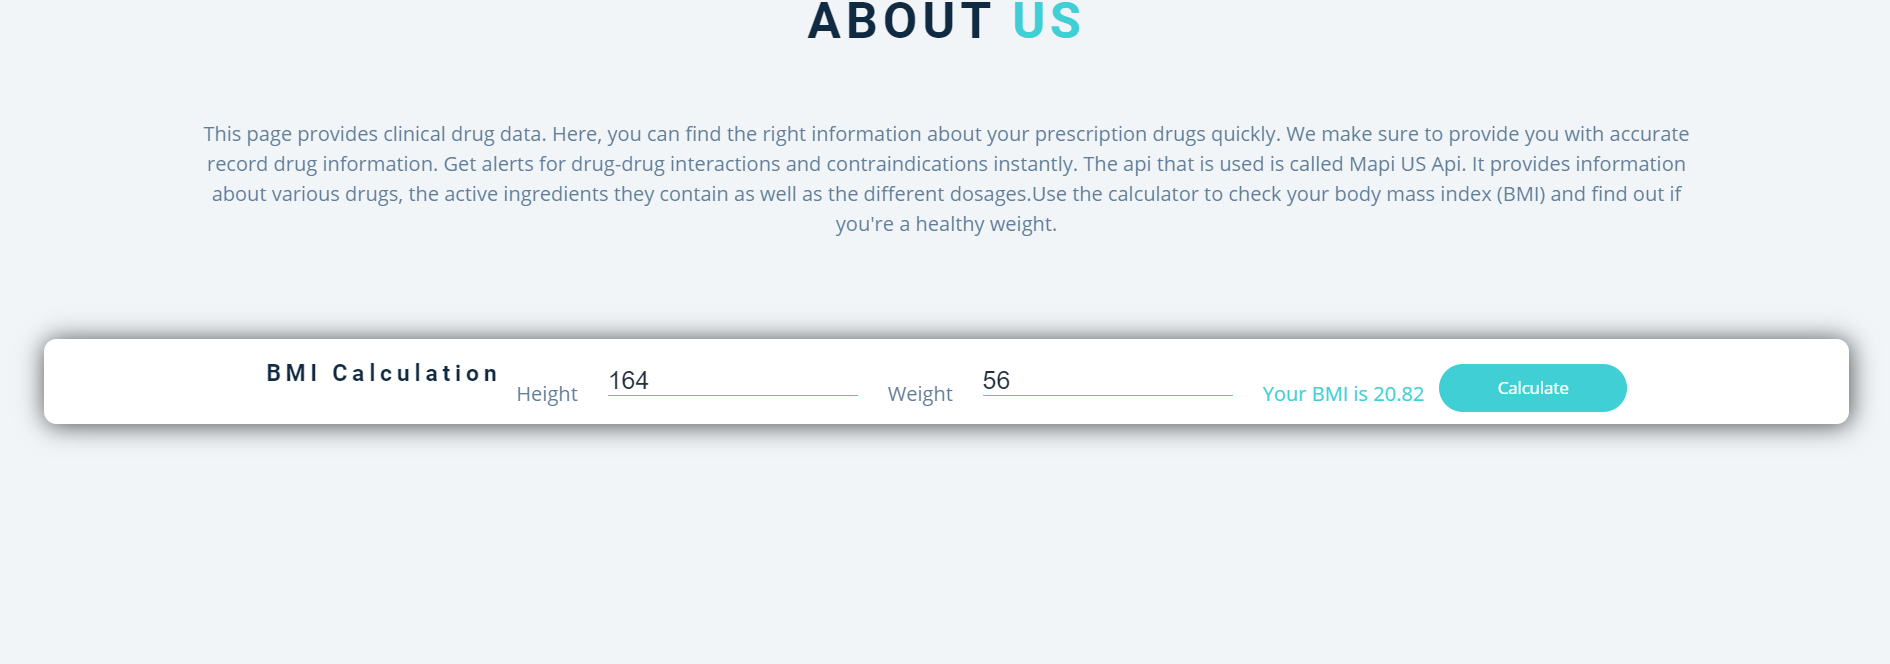 ABOUT US
This page provides clinical drug data. Here, you can find the right information about your prescription drugs quickly. We make sure to provide you with accurate
record drug information. Get alerts for drug-drug interactions and contraindications instantly. The api that is used is called Mapi US Api. It provides information
about various drugs, the active ingredients they contain as well as the different dosages.Use the calculator to check your body mass index (BMI) and find out if
you're a healthy weight.
BMI Calculation Height 164 Weight 56 Your BMI is 20.82 Calculate